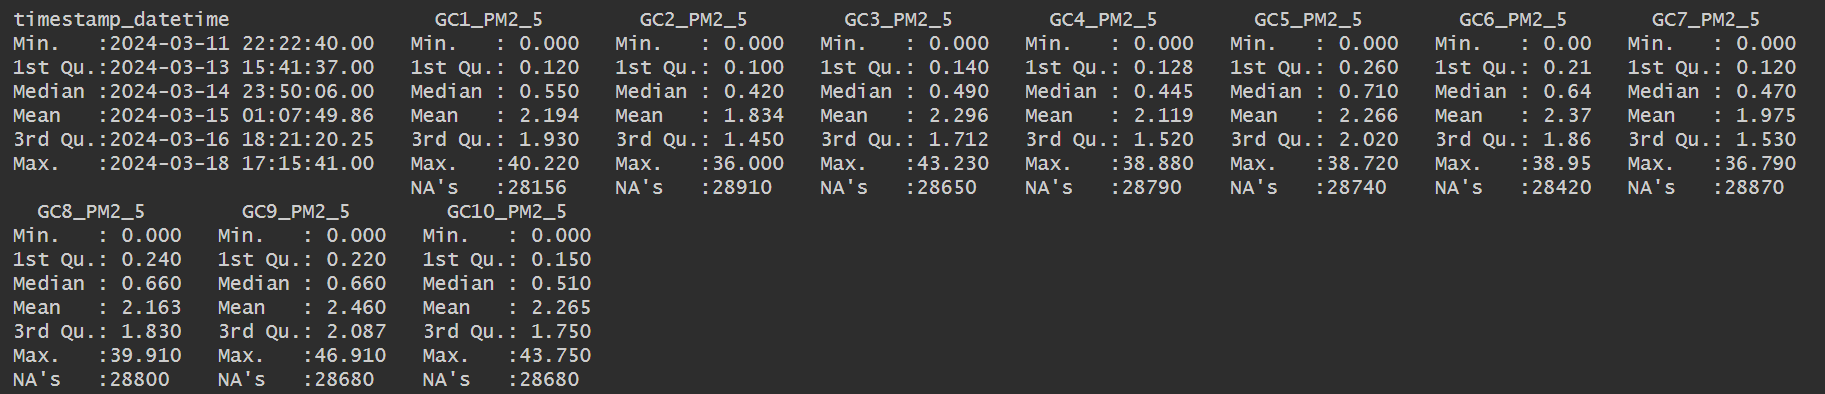 timestamp_datetime GC1_PM2_5 GC2_PM2_5 GC3_PM2_5 GC4_PM2_5 GC5_PM2_5 GC6_PM2_5 GC7_PM2_5
Min. :2024-03-11 22:22:40.00 Min. : 0.000 Min. : 0.000 Min. : 0.000 Min. : 0.000 Min. : 0.000 Min. : 0.00 Min. : 0.000
1st Qu.:2024-03-13 15:41:37.00 1st Qu.: 0.120 1st Qu.: 0.100 1st Qu.: 0.140 1st Qu.: 0.128 1st Qu.: 0.260 1st Qu.: 0.21 1st Qu.: 0.120
Median :2024-03-14 23:50:06.00 Median : 0.550 Median : 0.420 Median : 0.490 Median : 0.445 Median : 0.710 Median : 0.64 Median : 0.470
Mean :2024-03-15 01:07:49.86 Mean : 2.194 Mean : 1.834 Mean : 2.296 Mean : 2.119 Mean : 2.266 Mean : 2.37 Mean : 1.975
3rd Qu.:2024-03-16 18:21:20.25 3rd Qu.: 1.930 3rd Qu.: 1.450 3rd Qu.: 1.712 3rd Qu.: 1.520 3rd Qu.: 2.020 3rd Qu.: 1.86 3rd Qu.: 1.530
Max. :2024-03-18 17:15:41.00 Max. :40.220 Max. :36.000 Max. :43.230 Max. :38.880 Max. :38.720 Max. :38.95 Max. :36.790
NA's :28156 NA's :28910 NA's :28650 NA's :28790 NA's :28740 NA's :28420 NA's :28870
GC8_PM2_5 GC9_PM2_5 GC10_PM2_5
Min. : 0.000 Min. : 0.000 Min. : 0.000
1st Qu.: 0.240 1st Qu.: 0.220 1st Qu.: 0.150
Median : 0.660 Median : 0.660 Median : 0.510
Mean : 2.163 Mean : 2.460 Mean : 2.265
3rd Qu.: 1.830 3rd Qu.: 2.087 3rd Qu.: 1.750
Max. :39.910 Max. :46.910 Max. :43.750
NA's :28800 NA's :28680 NA's :28680